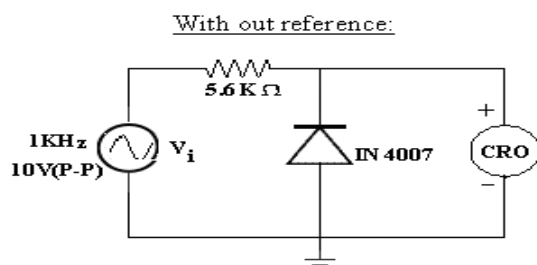 With out reference:
5.6 K Ω
+
1KHz
10V(P-P)
Vi
IN 4007
CRO
−